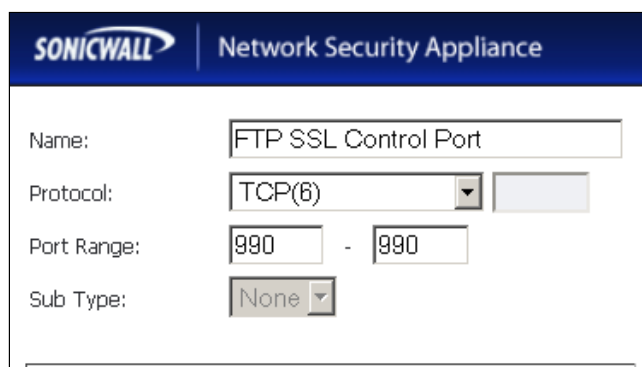 SONICWALL Network Security Appliance
Name: FTP SSL Control Port
Protocol: TCP(6)
Port Range: 990 - 990
Sub Type: None